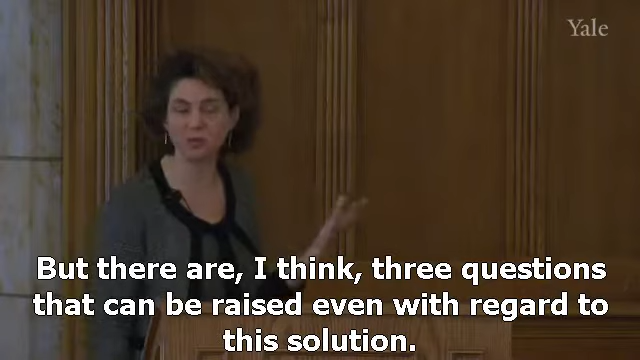 Yale
But there are, I think, three questions
that can be raised even with regard to
this solution.